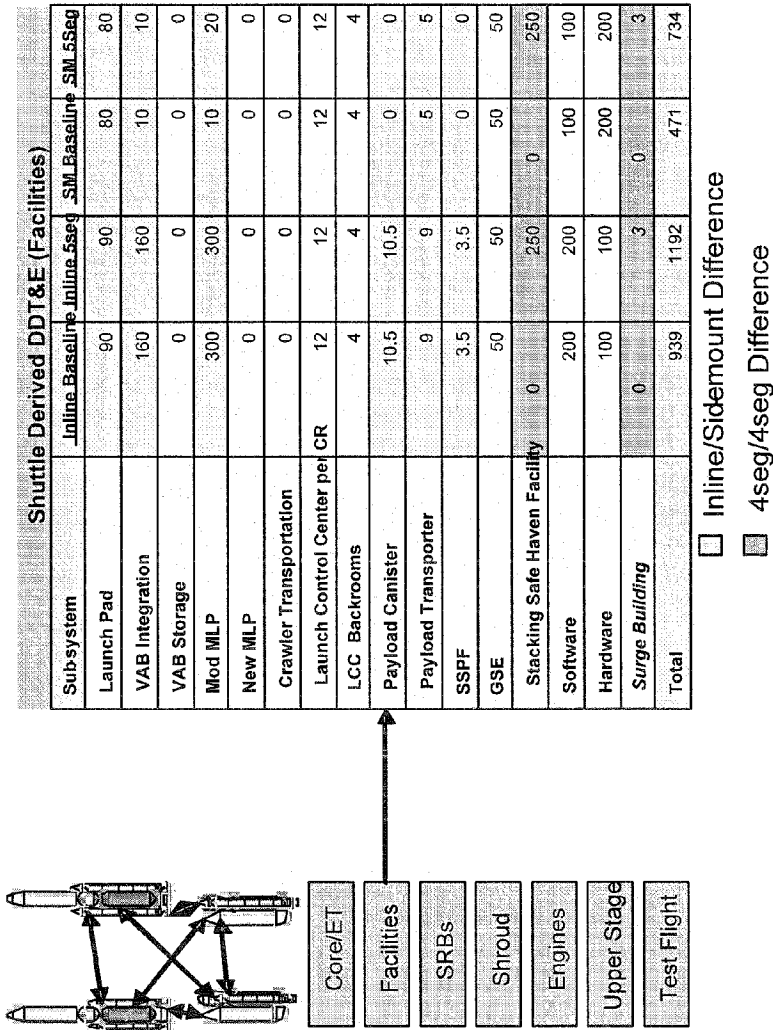 Shuttle Derived DDT&E (Facilities)
Subsystem Inline Baseline Inline 5seg SM Baseline SM 5Seg
Launch Pad 90 90 80 80
VAB Integration 160 160 10 10
VAB Storage 0 0 0 0
Mod MLP 300 300 10 20
New MLP 0 0 0 0
Crawler Transportation 0 0 0 0
Launch Control Center per CR 12 12 12 12
LCC Backrooms 4 4 4 4
Payload Canister 10.5 10.5 0 0
Payload Transporter 9 9 5 5
SSPF 3.5 3.5 0 0
GSE 50 50 50 50
Stacking Safe Haven Facility 0 250 0 250
Software 200 200 100 100
Hardware 100 100 200 200
Surge Building 0 3 0 3
Total 939 1192 471 734
Core/ET
Facilities
SRBs
Shroud
Engines
Upper Stage
Test Flight
Inline/Sidemount Difference
4seg/4seg Difference